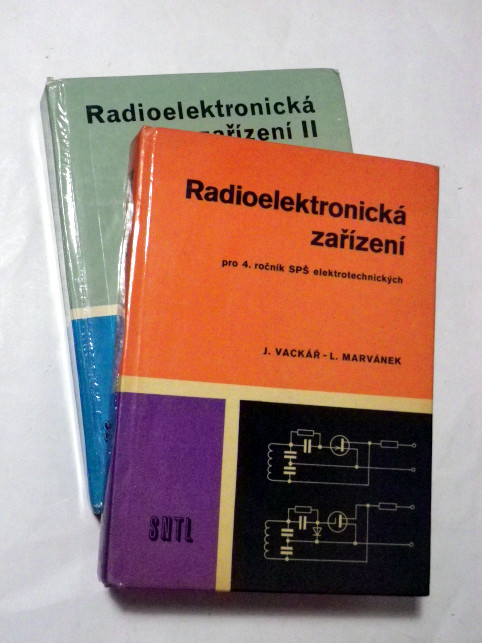 Radioelektronická
zařízení II
Radioelektronická
zařízení
pro 4. ročník SPŠ elektrotechnických
J. VACKÁŘ - L. MARVÁNEK
SNTL